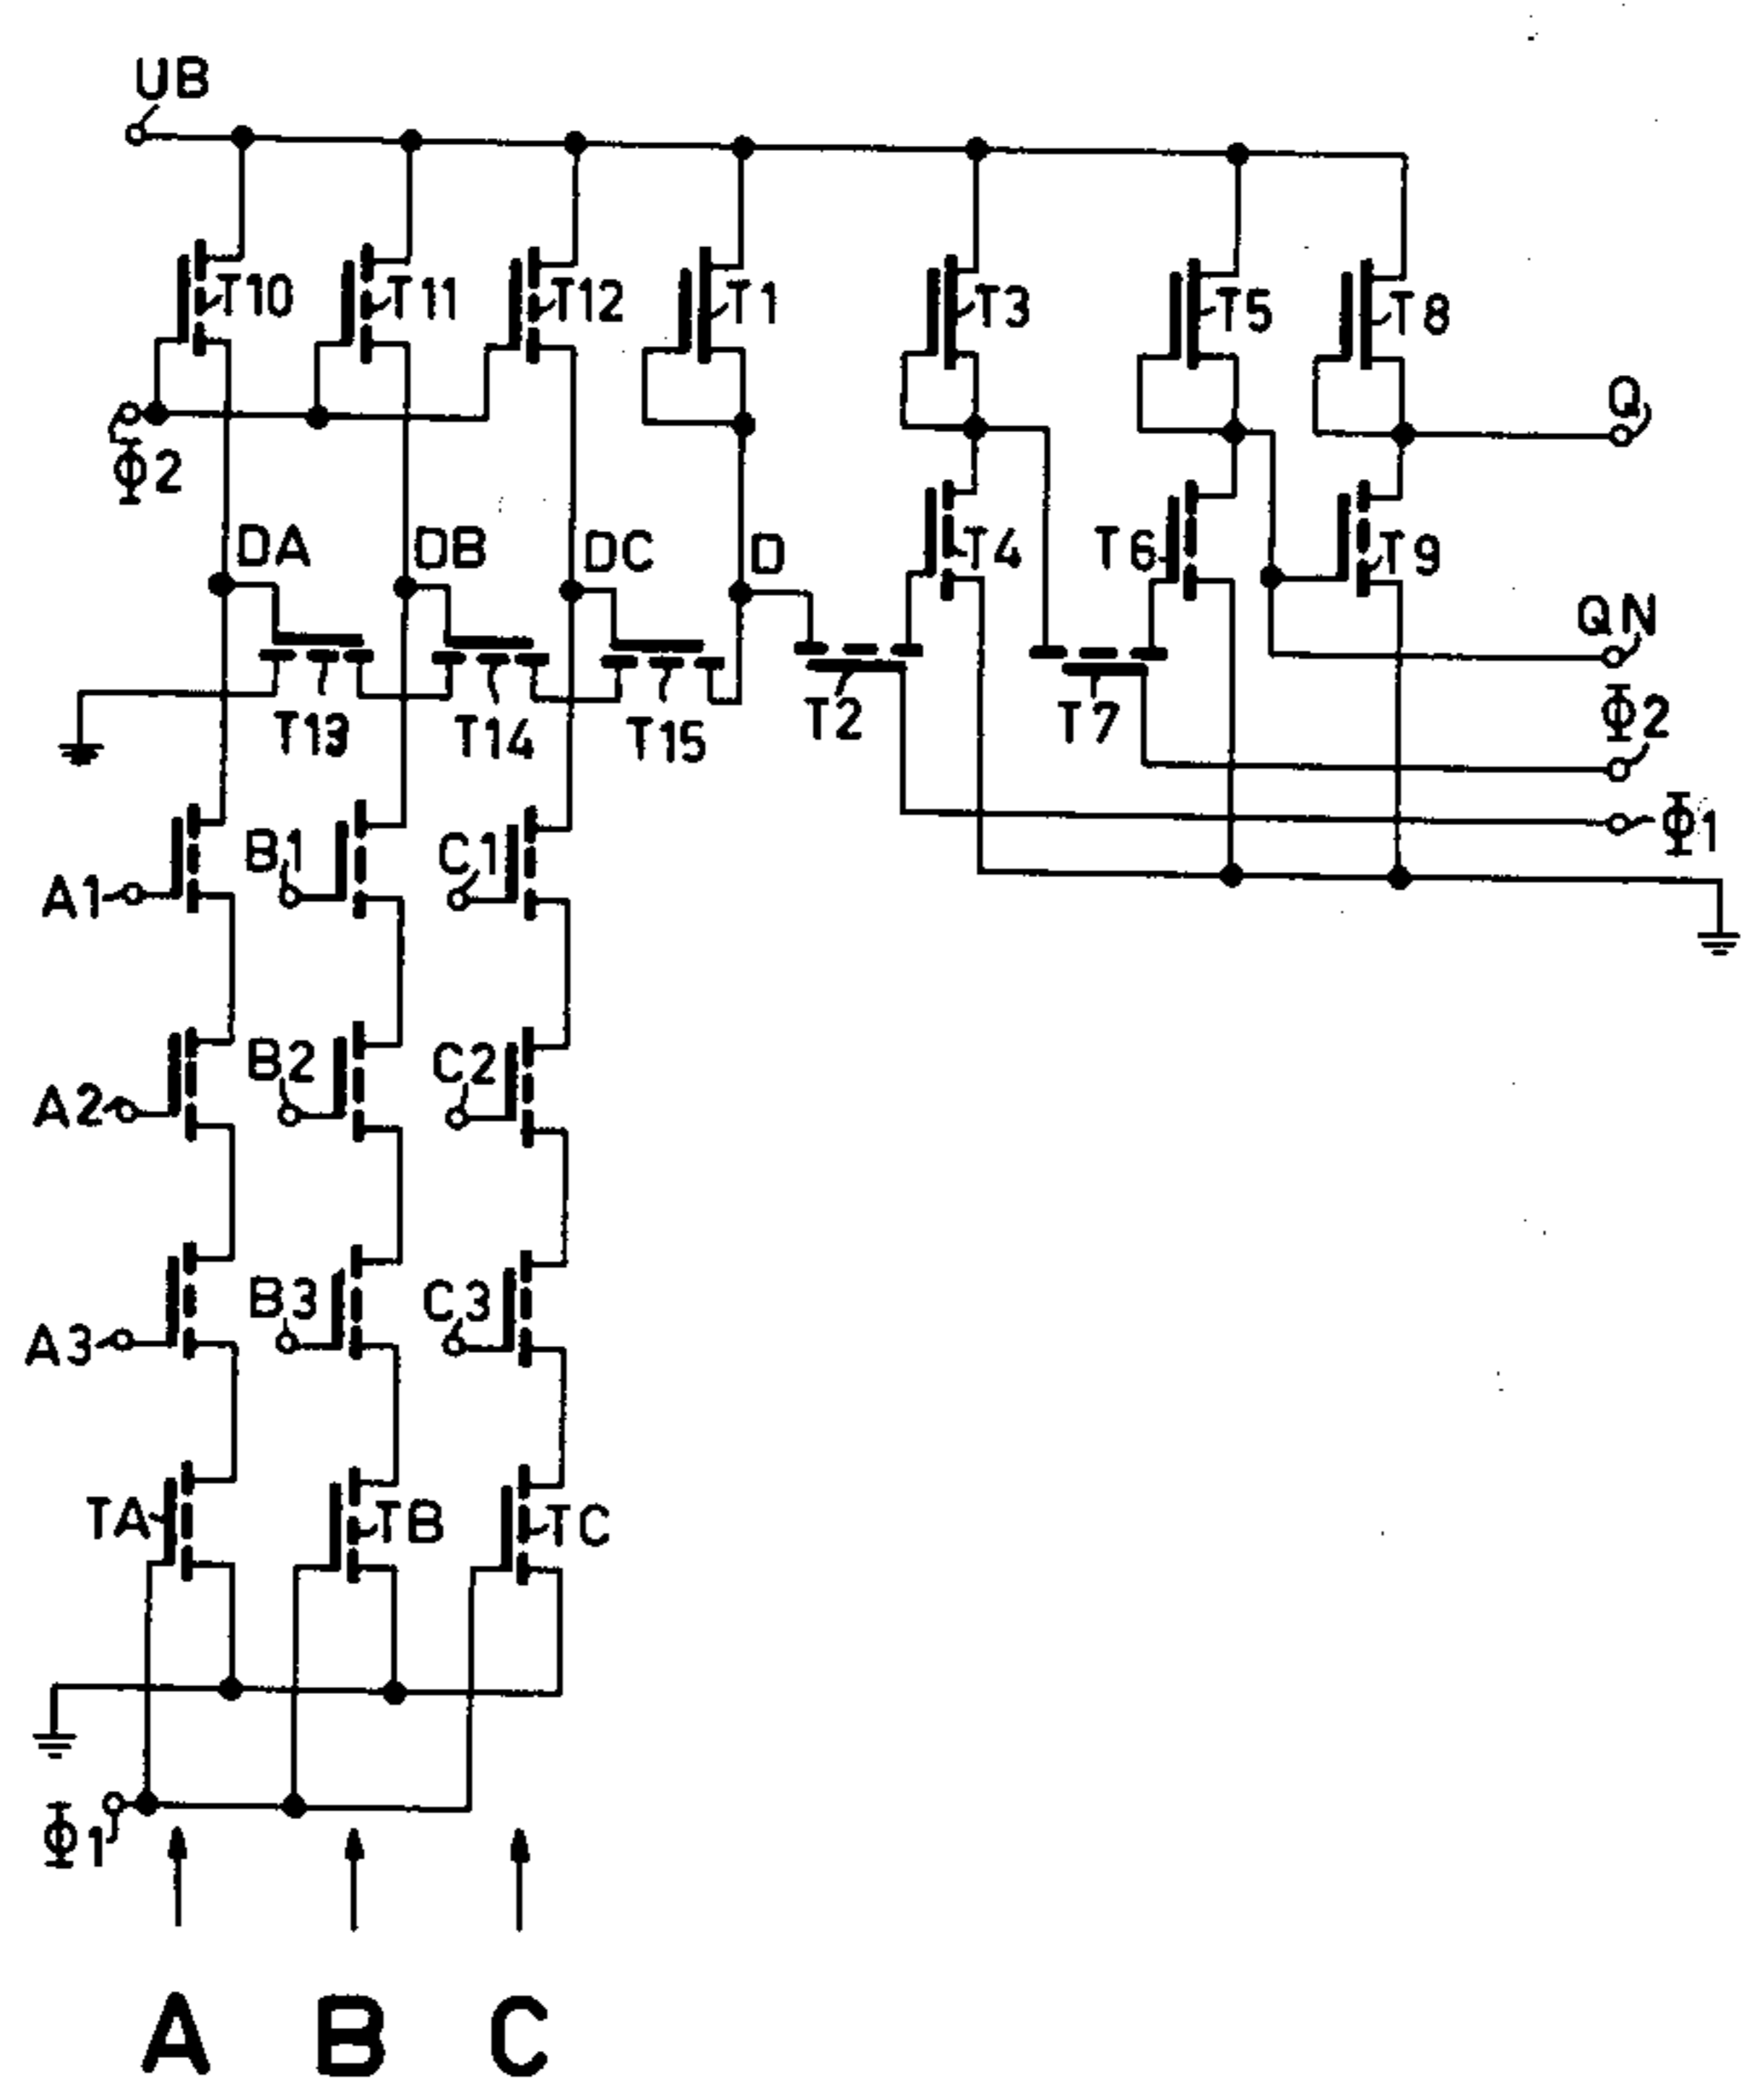 UB
T10 T11 T12 T1 T3 T5 T8
Q
Φ2
DA DB DC D T4 T6 T9
QN
T13 T14 T15 T2 T7 Φ2
Φ1
A1 B1 C1
A2 B2 C2
A3 B3 C3
TA TB TC
Φ1
A B C